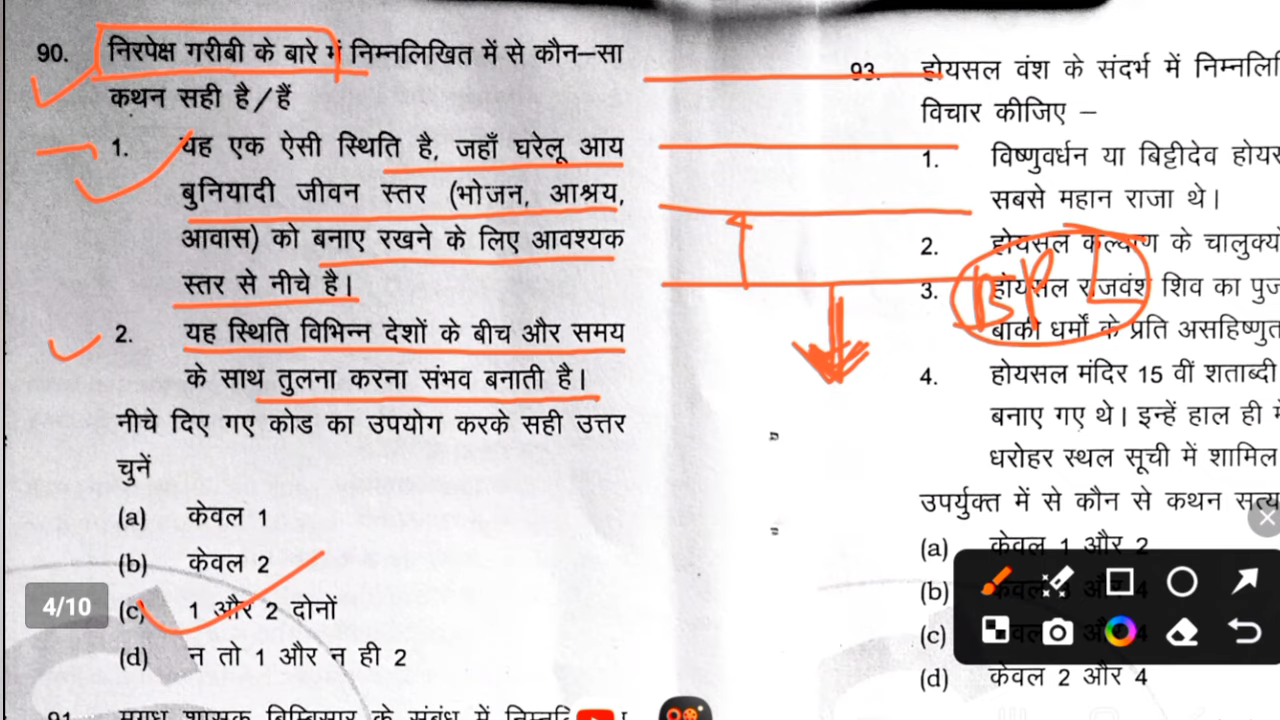 90. निरपेक्ष गरीबी के बारे में निम्नलिखित में से कौन–सा
कथन सही है/हैं
1. यह एक ऐसी स्थिति है, जहाँ घरेलू आय
बुनियादी जीवन स्तर (भोजन, आश्रय,
आवास) को बनाए रखने के लिए आवश्यक
स्तर से नीचे है।
2. यह स्थिति विभिन्न देशों के बीच और समय
के साथ तुलना करना संभव बनाती है।
नीचे दिए गए कोड का उपयोग करके सही उत्तर
चुनें
(a) केवल 1
(b) केवल 2
(c) 1 और 2 दोनों
(d) न तो 1 और न ही 2
4/10
91. मगध शासक बिम्बिसार के संबंध में
BPL
93. होयसल वंश के संदर्भ में
विचार कीजिए –
1. विष्णुवर्धन या बिट्टीदेव
सबसे महान राजा थे।
2. होयसल कल्याण के
3. होयसल राजवंश शिव का
बाकी धर्मों के प्रति
4. होयसल मंदिर 15 वीं शताब्दी
बनाए गए थे। इन्हें हाल ही
धरोहर स्थल सूची में शामिल
उपर्युक्त में से कौन से कथन
(a) केवल 1 और 2
(b)
(c)
(d) केवल 2 और 4